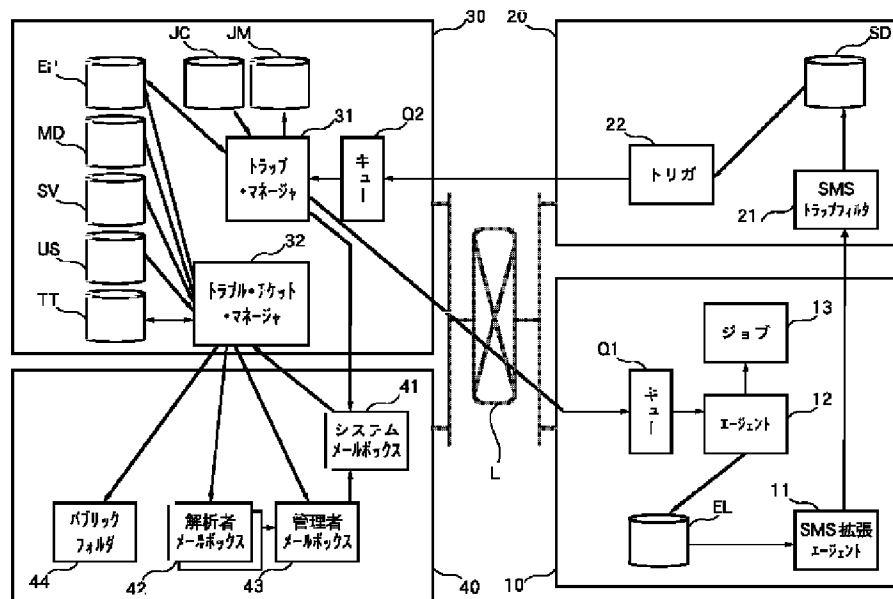 JC
JM
30
20
SD
Ei'
31
Q2
22
MD
トラップ
・マネージャ
キュー
トリガ
SMS
トラップフィルタ
21
SV
US
32
TT
トラブル・チケット
・マネージャ
13
ジョブ
Q1
キュー
12
エージェント
41
システム
メールボックス
L
11
EL
パブリック
フォルダ
解析者
メールボックス
管理者
メールボックス
SMS 拡張
エージェント
44
42
43
40
10